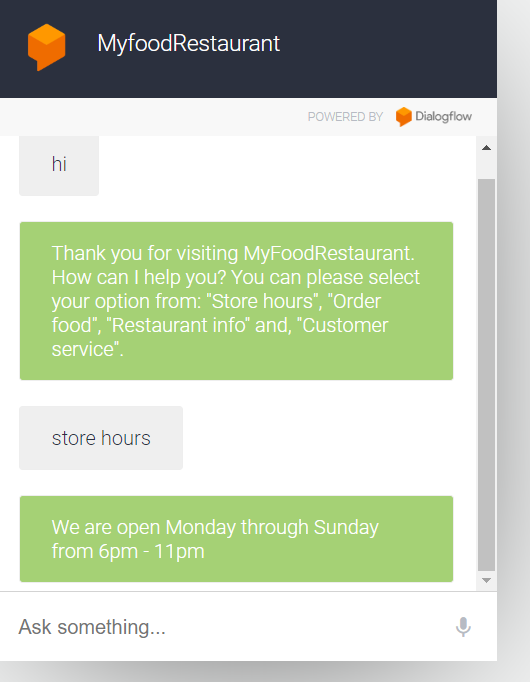 MyfoodRestaurant
POWERED BY Dialogflow
hi
Thank you for visiting MyFoodRestaurant.
How can I help you? You can please select
your option from: "Store hours", "Order
food", "Restaurant info" and, "Customer
service".
store hours
We are open Monday through Sunday
from 6pm - 11pm
Ask something...